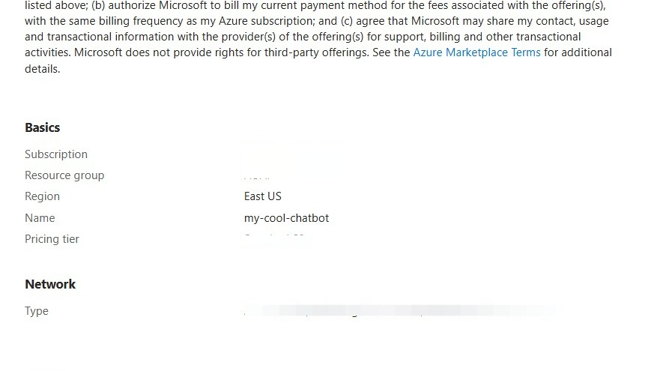 listed above; (b) authorize Microsoft to bill my current payment method for the fees associated with the offering(s),
with the same billing frequency as my Azure subscription; and (c) agree that Microsoft may share my contact, usage
and transactional information with the provider(s) of the offering(s) for support, billing and other transactional
activities. Microsoft does not provide rights for third-party offerings. See the Azure Marketplace Terms for additional
details.
Basics
Subscription
Resource group
Region East US
Name my-cool-chatbot
Pricing tier
Network
Type